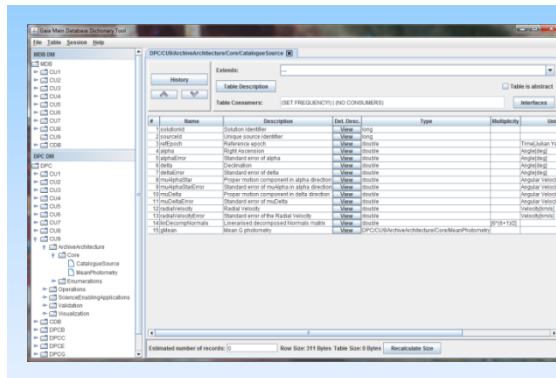 Gaia Main Database Dictionary Tool
File Table Session Help
MDB DM
MDB
CU1
CU2
CU3
CU4
CU5
CU6
CU7
CU8
CU9
CDB
DPC DM
DPC
CU1
CU2
CU3
CU4
CU5
CU6
CU7
CU8
CU9
ArchiveArchitecture
Core
CatalogueSource
MeanPhotometry
Enumerations
Operations
ScienceEnablingApplications
Validation
Visualization
CDB
DPCB
DPCC
DPCE
DPCG
DPC/CU9/ArchiveArchitecture/Core/CatalogueSource
History
Extends:
Table Description
Table is abstract
Table Consumers: (SET FREQUENCY) | (NO CONSUMERS)
Interfaces
# Name Description Det. Desc. Type Multiplicity
1 solutionId Solution Identifier View long
2 sourceId Unique source identifier View long
3 refEpoch Reference epoch View double
4 alpha Right Ascension View double Angle[deg]
5 alphaError Standard error of alpha View double Angle[deg]
6 delta Declination View double Angle[deg]
7 deltaError Standard error of delta View double Angle[deg]
8 muAlphaStar Proper motion component in alpha direction View double
9 muAlphaStarError Standard error of muAlpha in alpha direction View double
10 muDelta Proper motion component in delta direction View double
11 muDeltaError Standard error of muDelta View double
12 radialVelocity Radial Velocity View double
13 radialVelocityError Standard error of the Radial Velocity View double
14 linDecompNormals Linearised decomposed Normals matrix View double
15 gMean Mean G photometry View DPC/CU9/ArchiveArchitecture/Core/MeanPhotometry
Estimated number of records: 0 Row Size: 311 Bytes Table Size: 0 Bytes Recalculate Size